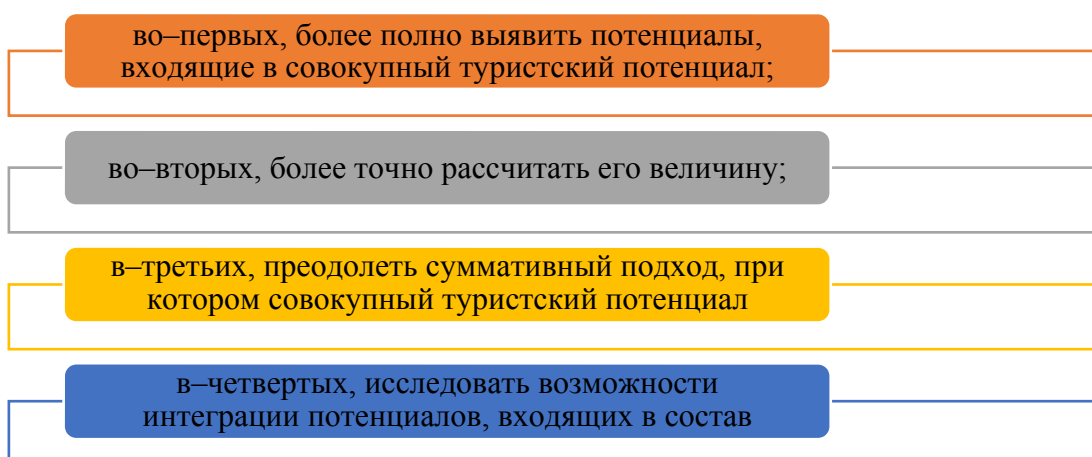 во–первых, более полно выявить потенциалы,
входящие в совокупный туристский потенциал;
во–вторых, более точно рассчитать его величину;
в–третьих, преодолеть суммативный подход, при
котором совокупный туристский потенциал
в–четвертых, исследовать возможности
интеграции потенциалов, входящих в состав